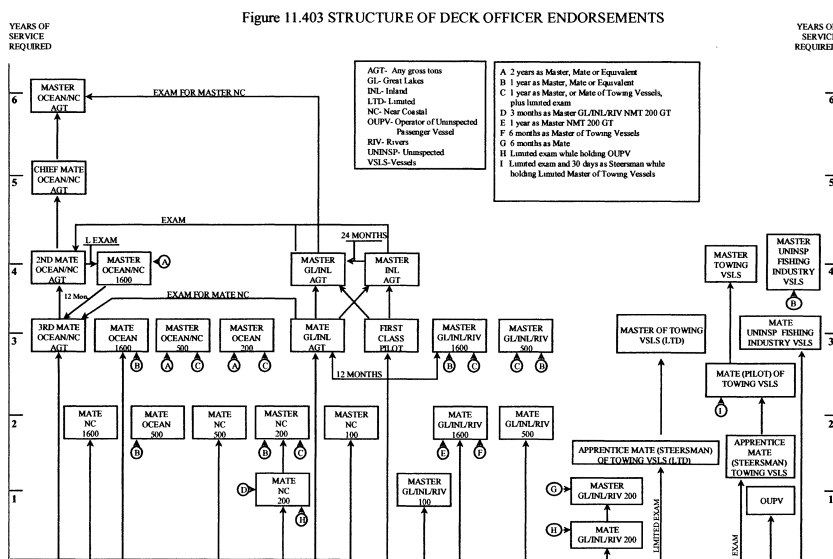 Figure 11.403 STRUCTURE OF DECK OFFICER ENDORSEMENTS
YEARS OF
SERVICE
REQUIRED
YEARS OF
SERVICE
REQUIRED
AGT- Any gross tons
GL- Great Lakes
INL- Inland
LTD- Limited
NC- Near Coastal
OUPV- Operator of Uninspected
Passenger Vessel
RIV- Rivers
UNINSP- Uninspected
VSLS-Vessels
A 2 years as Master, Mate or Equivalent
B 1 year as Master, Mate or Equivalent
C 1 year as Master, or Mate of Towing Vessels,
plus limited exam
D 3 months as Master GL/INL/RIV NMT 200 GT
E 1 year as Master NMT 200 GT
F 6 months as Master of Towing Vessels
G 6 months as Mate
H Limited exam while holding OUPV
I Limited exam and 30 days as Steersman while
holding Limited Master of Towing Vessels
6
MASTER
OCEAN/NC
AGT
EXAM FOR MASTER NC
6
5
CHIEF MATE
OCEAN/NC
AGT
5
EXAM
L EXAM
24 MONTHS
4
2ND MATE
OCEAN/NC
AGT
MASTER
OCEAN/NC
1600
A
MASTER
GL/INL
AGT
MASTER
INL
AGT
MASTER
TOWING
VSLS
MASTER
UNINSP
FISHING
INDUSTRY
VSLS
B
4
12 Mon.
EXAM FOR MATE NC
3
3RD MATE
OCEAN/NC
AGT
MATE
OCEAN
1600
B
MASTER
OCEAN/NC
500
A
C
MASTER
OCEAN
200
A
C
MATE
GL/INL
AGT
FIRST
CLASS
PILOT
MASTER
GL/INL/RIV
1600
B
C
MASTER
GL/INL/RIV
500
C
B
MASTER OF TOWING
VSLS (LTD)
MATE
UNINSP FISHING
INDUSTRY VSLS
3
12 MONTHS
MATE (PILOT) OF
TOWING VSLS
I
2
MATE
NC
1600
MATE
OCEAN
500
B
MATE
NC
500
MASTER
NC
200
B
C
MASTER
NC
100
MATE
GL/INL/RIV
1600
E
F
MATE
GL/INL/RIV
500
APPRENTICE MATE (STEERSMAN)
OF TOWING VSLS (LTD)
APPRENTICE
MATE
(STEERSMAN)
TOWING VSLS
2
1
D
MATE
NC
200
H
MASTER
GL/INL/RIV
100
G
MASTER
GL/INL/RIV 200
H
MATE
GL/INL/RIV 200
LIMITED EXAM
EXAM
OUPV
1